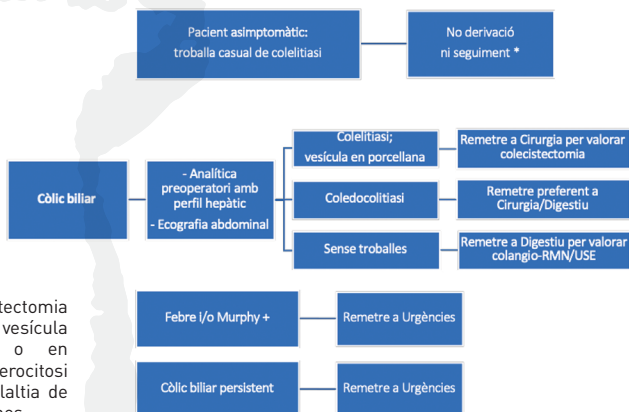 Pacient asimptomàtic:
troballa casual de colelitiasi
No derivació
ni seguiment *
Còlic biliar
- Analítica
preoperatori amb
perfil hepàtic
- Ecografia abdominal
Colelitiasi;
vesícula en porcellana
Remetre a Cirurgia per valorar
colecistectomia
Coledocolitiasi
Remetre preferent a
Cirurgia/Digestiu
Sense troballes
Remetre a Digestiu per valorar
colangio-RMN/USE
tectomia
vesícula
o en
erocitosi
laltia de
Febre i/o Murphy +
Remetre a Urgències
Còlic biliar persistent
Remetre a Urgències